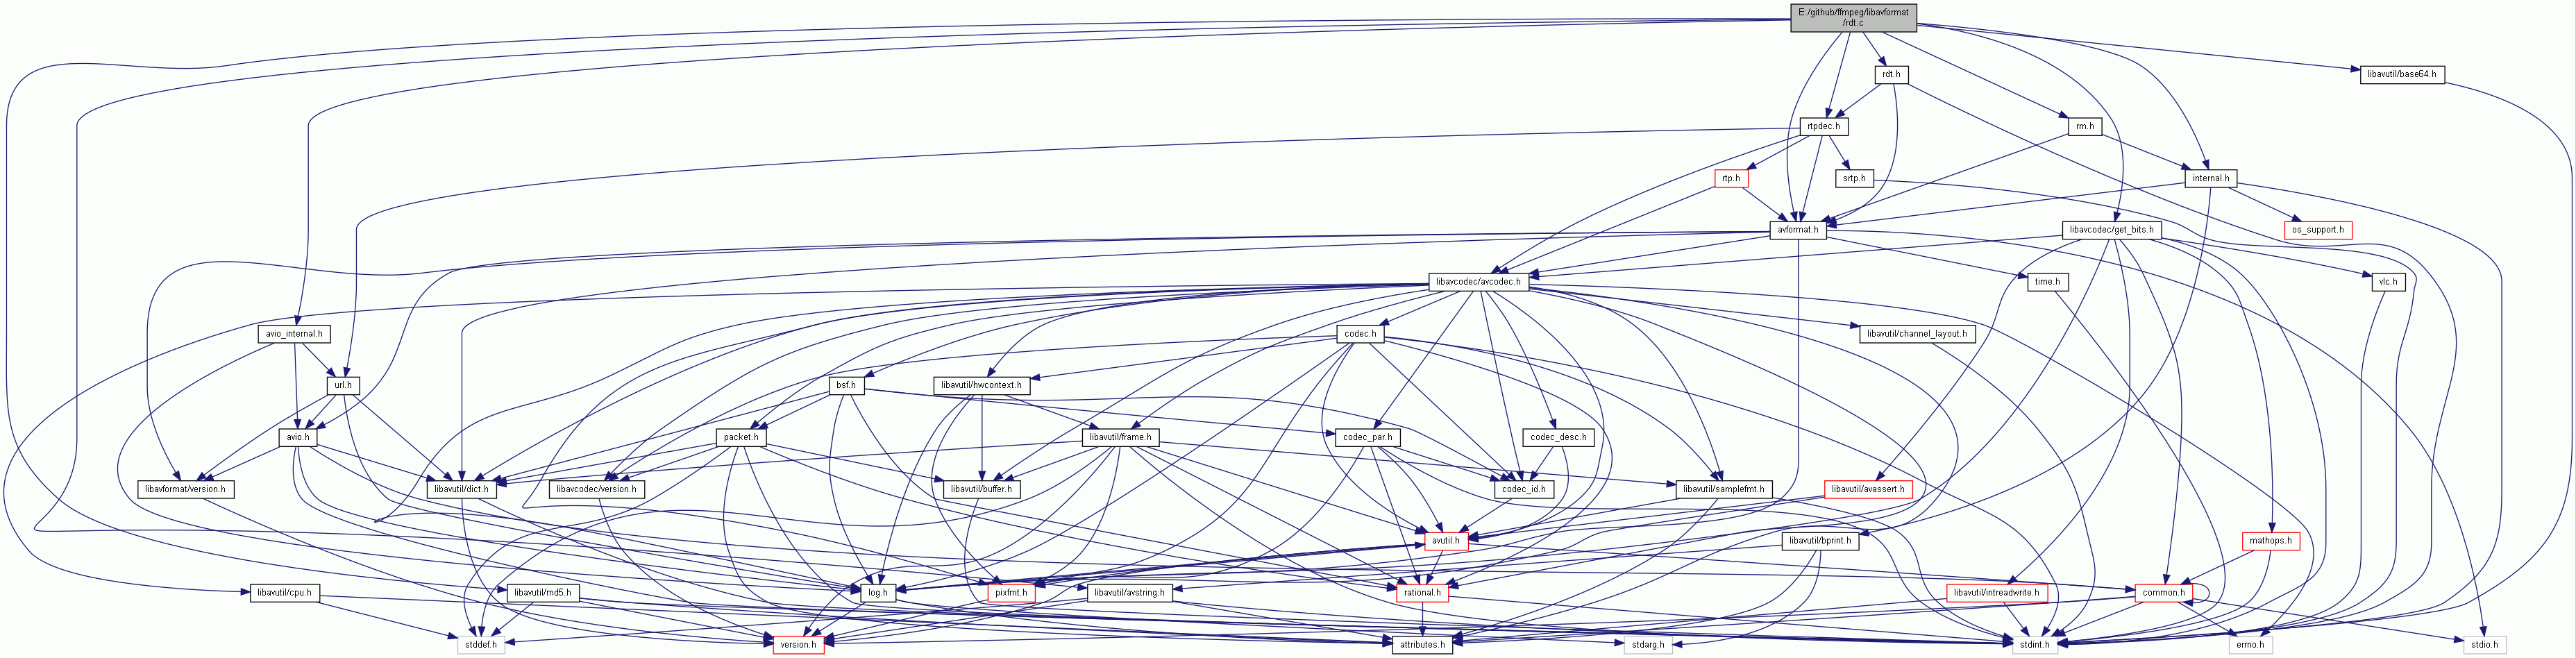 E:/github/ffmpeg/libavformat
/rdt.c
rdt.h
libavutil/base64.h
rtpdec.h
rm.h
rtp.h
srtp.h
internal.h
avformat.h
libavcodec/get_bits.h
os_support.h
libavcodec/avcodec.h
time.h
vlc.h
avio_internal.h
codec.h
libavutil/channel_layout.h
url.h
bsf.h
libavutil/hwcontext.h
avio.h
packet.h
libavutil/frame.h
codec_par.h
codec_desc.h
libavformat/version.h
libavutil/dict.h
libavcodec/version.h
libavutil/buffer.h
codec_id.h
libavutil/samplefmt.h
libavutil/avassert.h
avutil.h
libavutil/bprint.h
mathops.h
libavutil/cpu.h
libavutil/md5.h
log.h
pixfmt.h
libavutil/avstring.h
rational.h
libavutil/intreadwrite.h
common.h
stddef.h
version.h
attributes.h
stdarg.h
stdint.h
errno.h
stdio.h